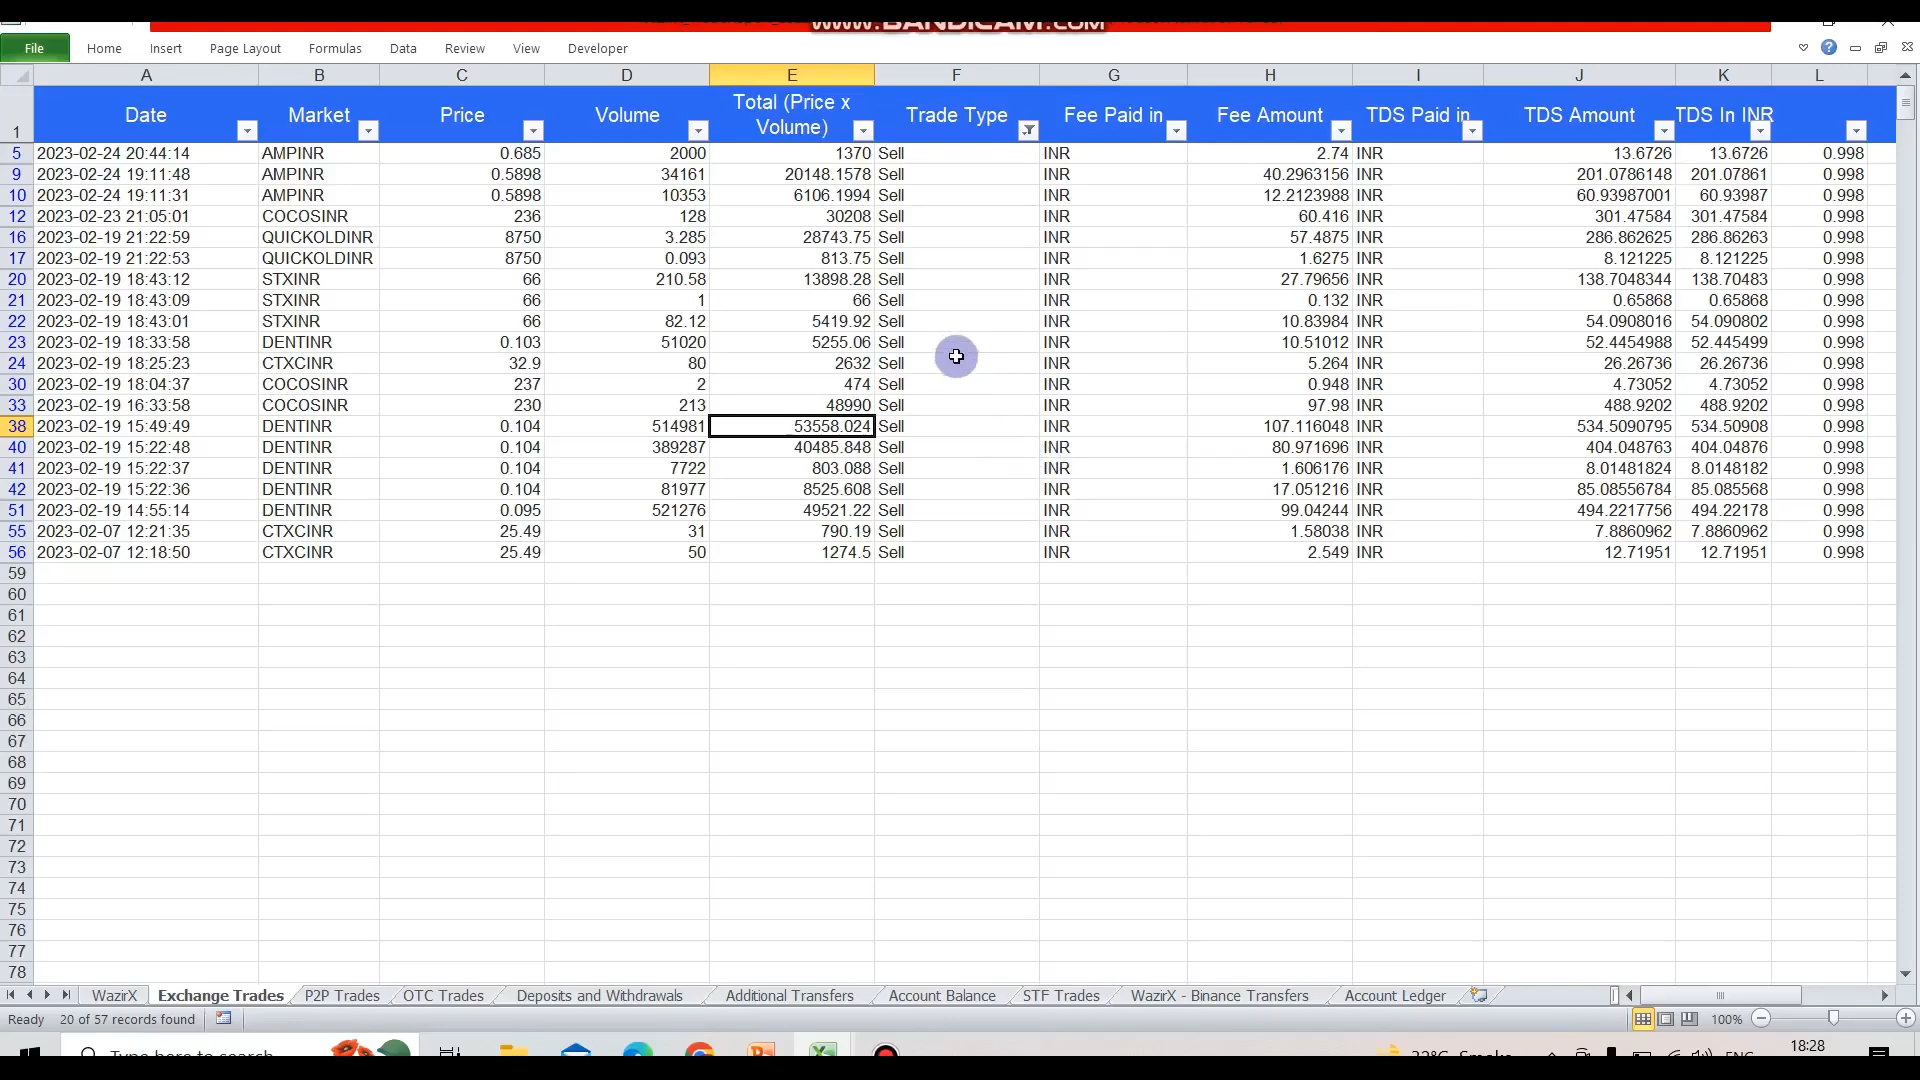 www.BANDICAM.COM
File Home Insert Page Layout Formulas Data Review View Developer
A B C D E F G H I J K L
1 Date Market Price Volume Total (Price x Volume) Trade Type Fee Paid in Fee Amount TDS Paid in TDS Amount TDS In INR
5 2023-02-24 20:44:14 AMPINR 0.685 2000 1370 Sell INR 2.74 INR 13.6726 13.6726 0.998
9 2023-02-24 19:11:48 AMPINR 0.5898 34161 20148.1578 Sell INR 40.2963156 INR 201.0786148 201.07861 0.998
10 2023-02-24 19:11:31 AMPINR 0.5898 10353 6106.1994 Sell INR 12.2123988 INR 60.93987001 60.93987 0.998
12 2023-02-23 21:05:01 COCOSINR 236 128 30208 Sell INR 60.416 INR 301.47584 301.47584 0.998
16 2023-02-19 21:22:59 QUICKOLDINR 8750 3.285 28743.75 Sell INR 57.4875 INR 286.862625 286.86263 0.998
17 2023-02-19 21:22:53 QUICKOLDINR 8750 0.093 813.75 Sell INR 1.6275 INR 8.121225 8.121225 0.998
20 2023-02-19 18:43:12 STXINR 66 210.58 13898.28 Sell INR 27.79656 INR 138.7048344 138.70483 0.998
21 2023-02-19 18:43:09 STXINR 66 1 66 Sell INR 0.132 INR 0.65868 0.65868 0.998
22 2023-02-19 18:43:01 STXINR 66 82.12 5419.92 Sell INR 10.83984 INR 54.0908016 54.090802 0.998
23 2023-02-19 18:33:58 DENTINR 0.103 51020 5255.06 Sell INR 10.51012 INR 52.4454988 52.445499 0.998
24 2023-02-19 18:25:23 CTXCINR 32.9 80 2632 Sell INR 5.264 INR 26.26736 26.26736 0.998
30 2023-02-19 18:04:37 COCOSINR 237 2 474 Sell INR 0.948 INR 4.73052 4.73052 0.998
33 2023-02-19 16:33:58 COCOSINR 230 213 48990 Sell INR 97.98 INR 488.9202 488.9202 0.998
38 2023-02-19 15:49:49 DENTINR 0.104 514981 53558.024 Sell INR 107.116048 INR 534.5090795 534.50908 0.998
40 2023-02-19 15:22:48 DENTINR 0.104 389287 40485.848 Sell INR 80.971696 INR 404.048763 404.04876 0.998
41 2023-02-19 15:22:37 DENTINR 0.104 7722 803.088 Sell INR 1.606176 INR 8.01481824 8.0148182 0.998
42 2023-02-19 15:22:36 DENTINR 0.104 81977 8525.608 Sell INR 17.051216 INR 85.08556784 85.085568 0.998
51 2023-02-19 14:55:14 DENTINR 0.095 521276 49521.22 Sell INR 99.04244 INR 494.2217756 494.22178 0.998
55 2023-02-07 12:21:35 CTXCINR 25.49 31 790.19 Sell INR 1.58038 INR 7.8860962 7.8860962 0.998
56 2023-02-07 12:18:50 CTXCINR 25.49 50 1274.5 Sell INR 2.549 INR 12.71951 12.71951 0.998
59
60
61
62
63
64
65
66
67
68
69
70
71
72
73
74
75
76
77
78
WazirX Exchange Trades P2P Trades OTC Trades Deposits and Withdrawals Additional Transfers Account Balance STF Trades WazirX - Binance Transfers Account Ledger
Ready 20 of 57 records found 100%
Type here to search 18:28